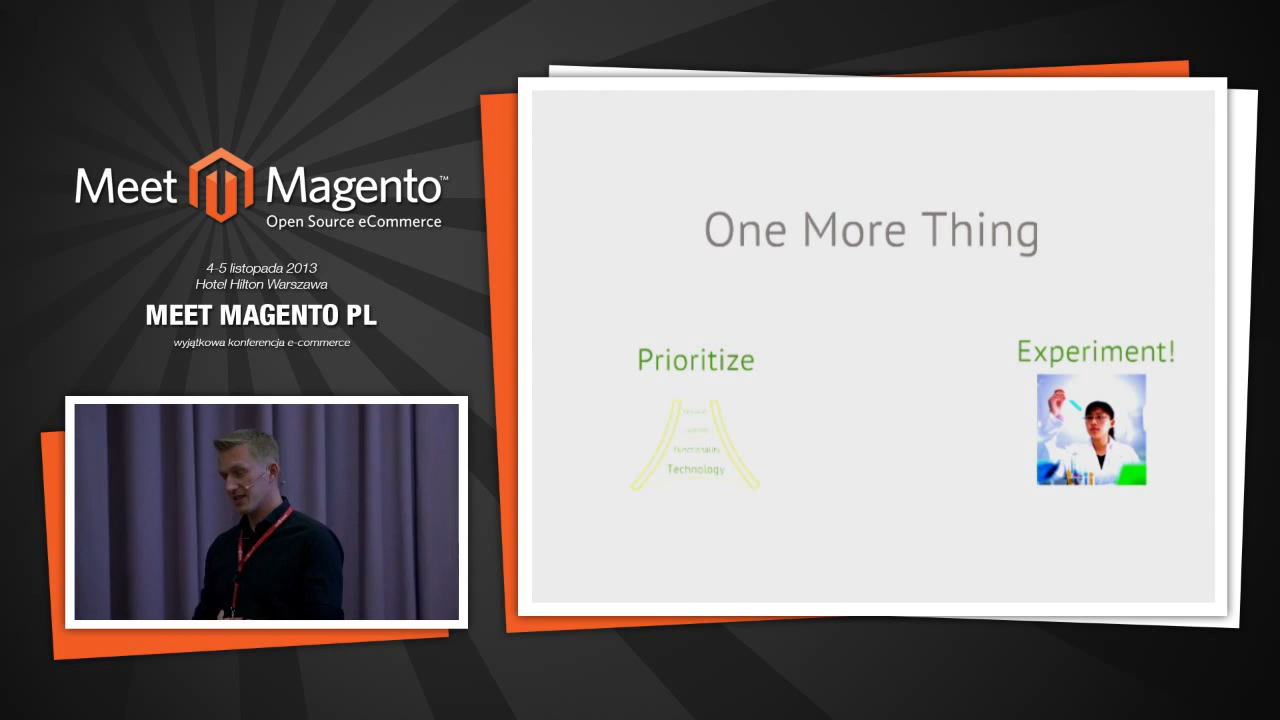 Meet Magento™
Open Source eCommerce
4-5 listopada 2013
Hotel Hilton Warszawa
MEET MAGENTO PL
wyjątkowa konferencja e-commerce
One More Thing
Prioritize
Experiment!
Functionality
Technology